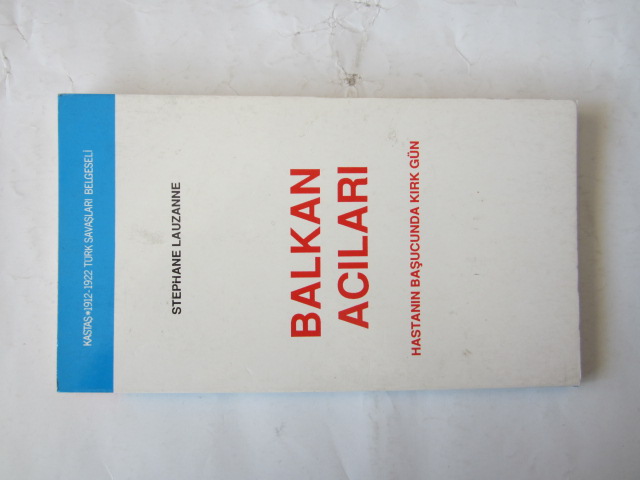 KASTAŞ•1912-1922 TÜRK SAVAŞLARI BELGESELİ
STEPHANE LAUZANNE
BALKAN
ACILARI
HASTANIN BAŞUCUNDA KIRK GÜN